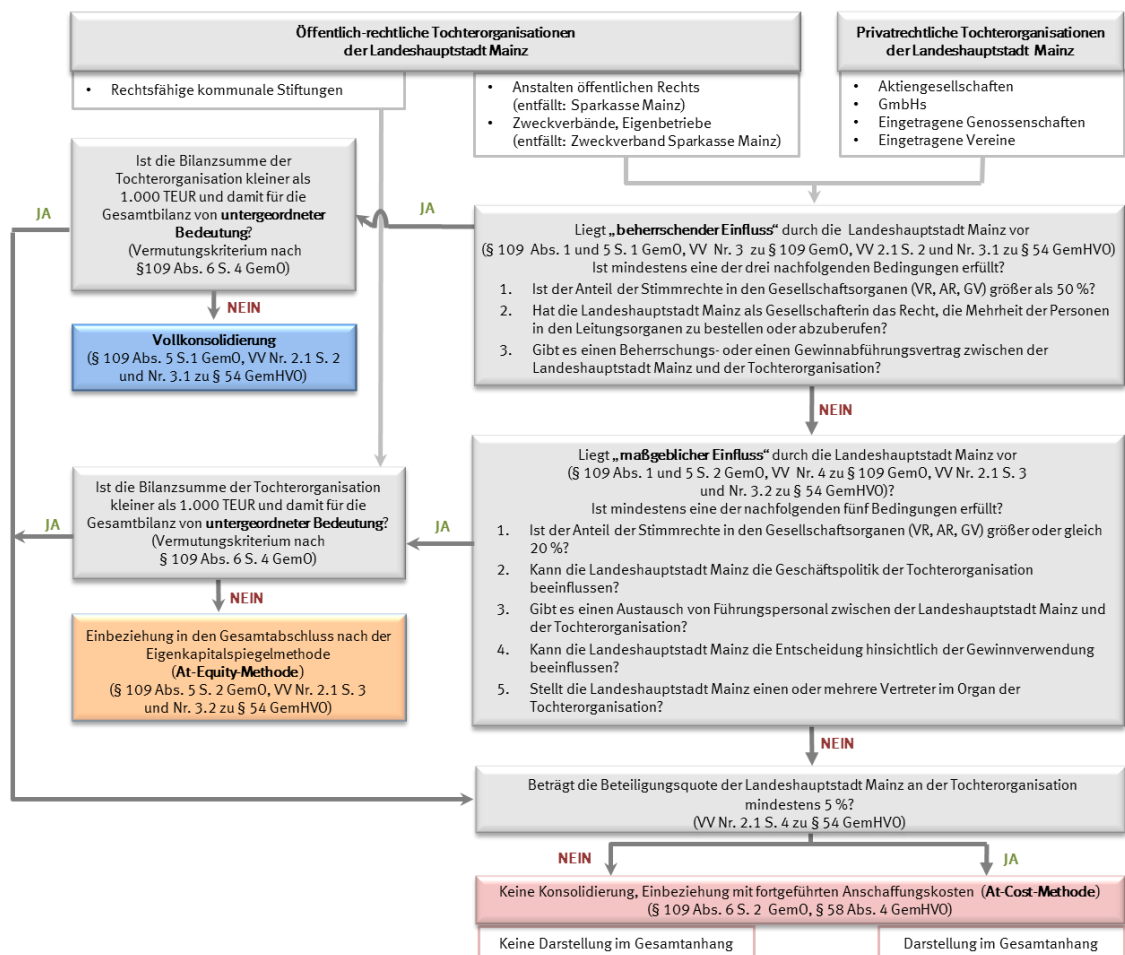 Öffentlich-rechtliche Tochterorganisationen
der Landeshauptstadt Mainz
Privatrechtliche Tochterorganisationen
der Landeshauptstadt Mainz
• Rechtsfähige kommunale Stiftungen
• Anstalten öffentlichen Rechts
(entfällt: Sparkasse Mainz)
• Zweckverbände, Eigenbetriebe
(entfällt: Zweckverband Sparkasse Mainz)
• Aktiengesellschaften
• GmbHs
• Eingetragene Genossenschaften
• Eingetragene Vereine
Ist die Bilanzsumme der
Tochterorganisation kleiner als
1.000 TEUR und damit für die
Gesamtbilanz von untergeordneter
Bedeutung?
(Vermutungskriterium nach
§109 Abs. 6 S. 4 GemO)
JA
JA
NEIN
Vollkonsolidierung
(§ 109 Abs. 5 S.1 GemO, VV Nr. 2.1 S. 2
und Nr. 3.1 zu § 54 GemHVO)
Liegt „beherrschender Einfluss“ durch die Landeshauptstadt Mainz vor
(§ 109 Abs. 1 und 5 S. 1 GemO, VV Nr. 3 zu § 109 GemO, VV 2.1 S. 2 und Nr. 3.1 zu § 54 GemHVO)
Ist mindestens eine der drei nachfolgenden Bedingungen erfüllt?
1. Ist der Anteil der Stimmrechte in den Gesellschaftsorganen (VR, AR, GV) größer als 50 %?
2. Hat die Landeshauptstadt Mainz als Gesellschafterin das Recht, die Mehrheit der Personen
in den Leitungsorganen zu bestellen oder abzuberufen?
3. Gibt es einen Beherrschungs- oder einen Gewinnabführungsvertrag zwischen der
Landeshauptstadt Mainz und der Tochterorganisation?
NEIN
Ist die Bilanzsumme der Tochterorganisation
kleiner als 1.000 TEUR und damit für die
Gesamtbilanz von untergeordneter Bedeutung?
(Vermutungskriterium nach
§ 109 Abs. 6 S. 4 GemO)
JA
JA
NEIN
Einbeziehung in den Gesamtabschluss nach der
Eigenkapitalspiegelmethode
(At-Equity-Methode)
(§ 109 Abs. 5 S. 2 GemO, VV Nr. 2.1 S. 3
und Nr. 3.2 zu § 54 GemHVO)
Liegt „maßgeblicher Einfluss“ durch die Landeshauptstadt Mainz vor
(§ 109 Abs. 1 und 5 S. 2 GemO, VV Nr. 4 zu § 109 GemO, VV Nr. 2.1 S. 3
und Nr. 3.2 zu § 54 GemHVO)?
Ist mindestens eine der nachfolgenden fünf Bedingungen erfüllt?
1. Ist der Anteil der Stimmrechte in den Gesellschaftsorganen (VR, AR, GV) größer oder gleich
20 %?
2. Kann die Landeshauptstadt Mainz die Geschäftspolitik der Tochterorganisation
beeinflussen?
3. Gibt es einen Austausch von Führungspersonal zwischen der Landeshauptstadt Mainz und
der Tochterorganisation?
4. Kann die Landeshauptstadt Mainz die Entscheidung hinsichtlich der Gewinnverwendung
beeinflussen?
5. Stellt die Landeshauptstadt Mainz einen oder mehrere Vertreter im Organ der
Tochterorganisation?
NEIN
Beträgt die Beteiligungsquote der Landeshauptstadt Mainz an der Tochterorganisation
mindestens 5 %?
(VV Nr. 2.1 S. 4 zu § 54 GemHVO)
NEIN
JA
Keine Konsolidierung, Einbeziehung mit fortgeführten Anschaffungskosten (At-Cost-Methode)
(§ 109 Abs. 6 S. 2 GemO, § 58 Abs. 4 GemHVO)
Keine Darstellung im Gesamtanhang
Darstellung im Gesamtanhang